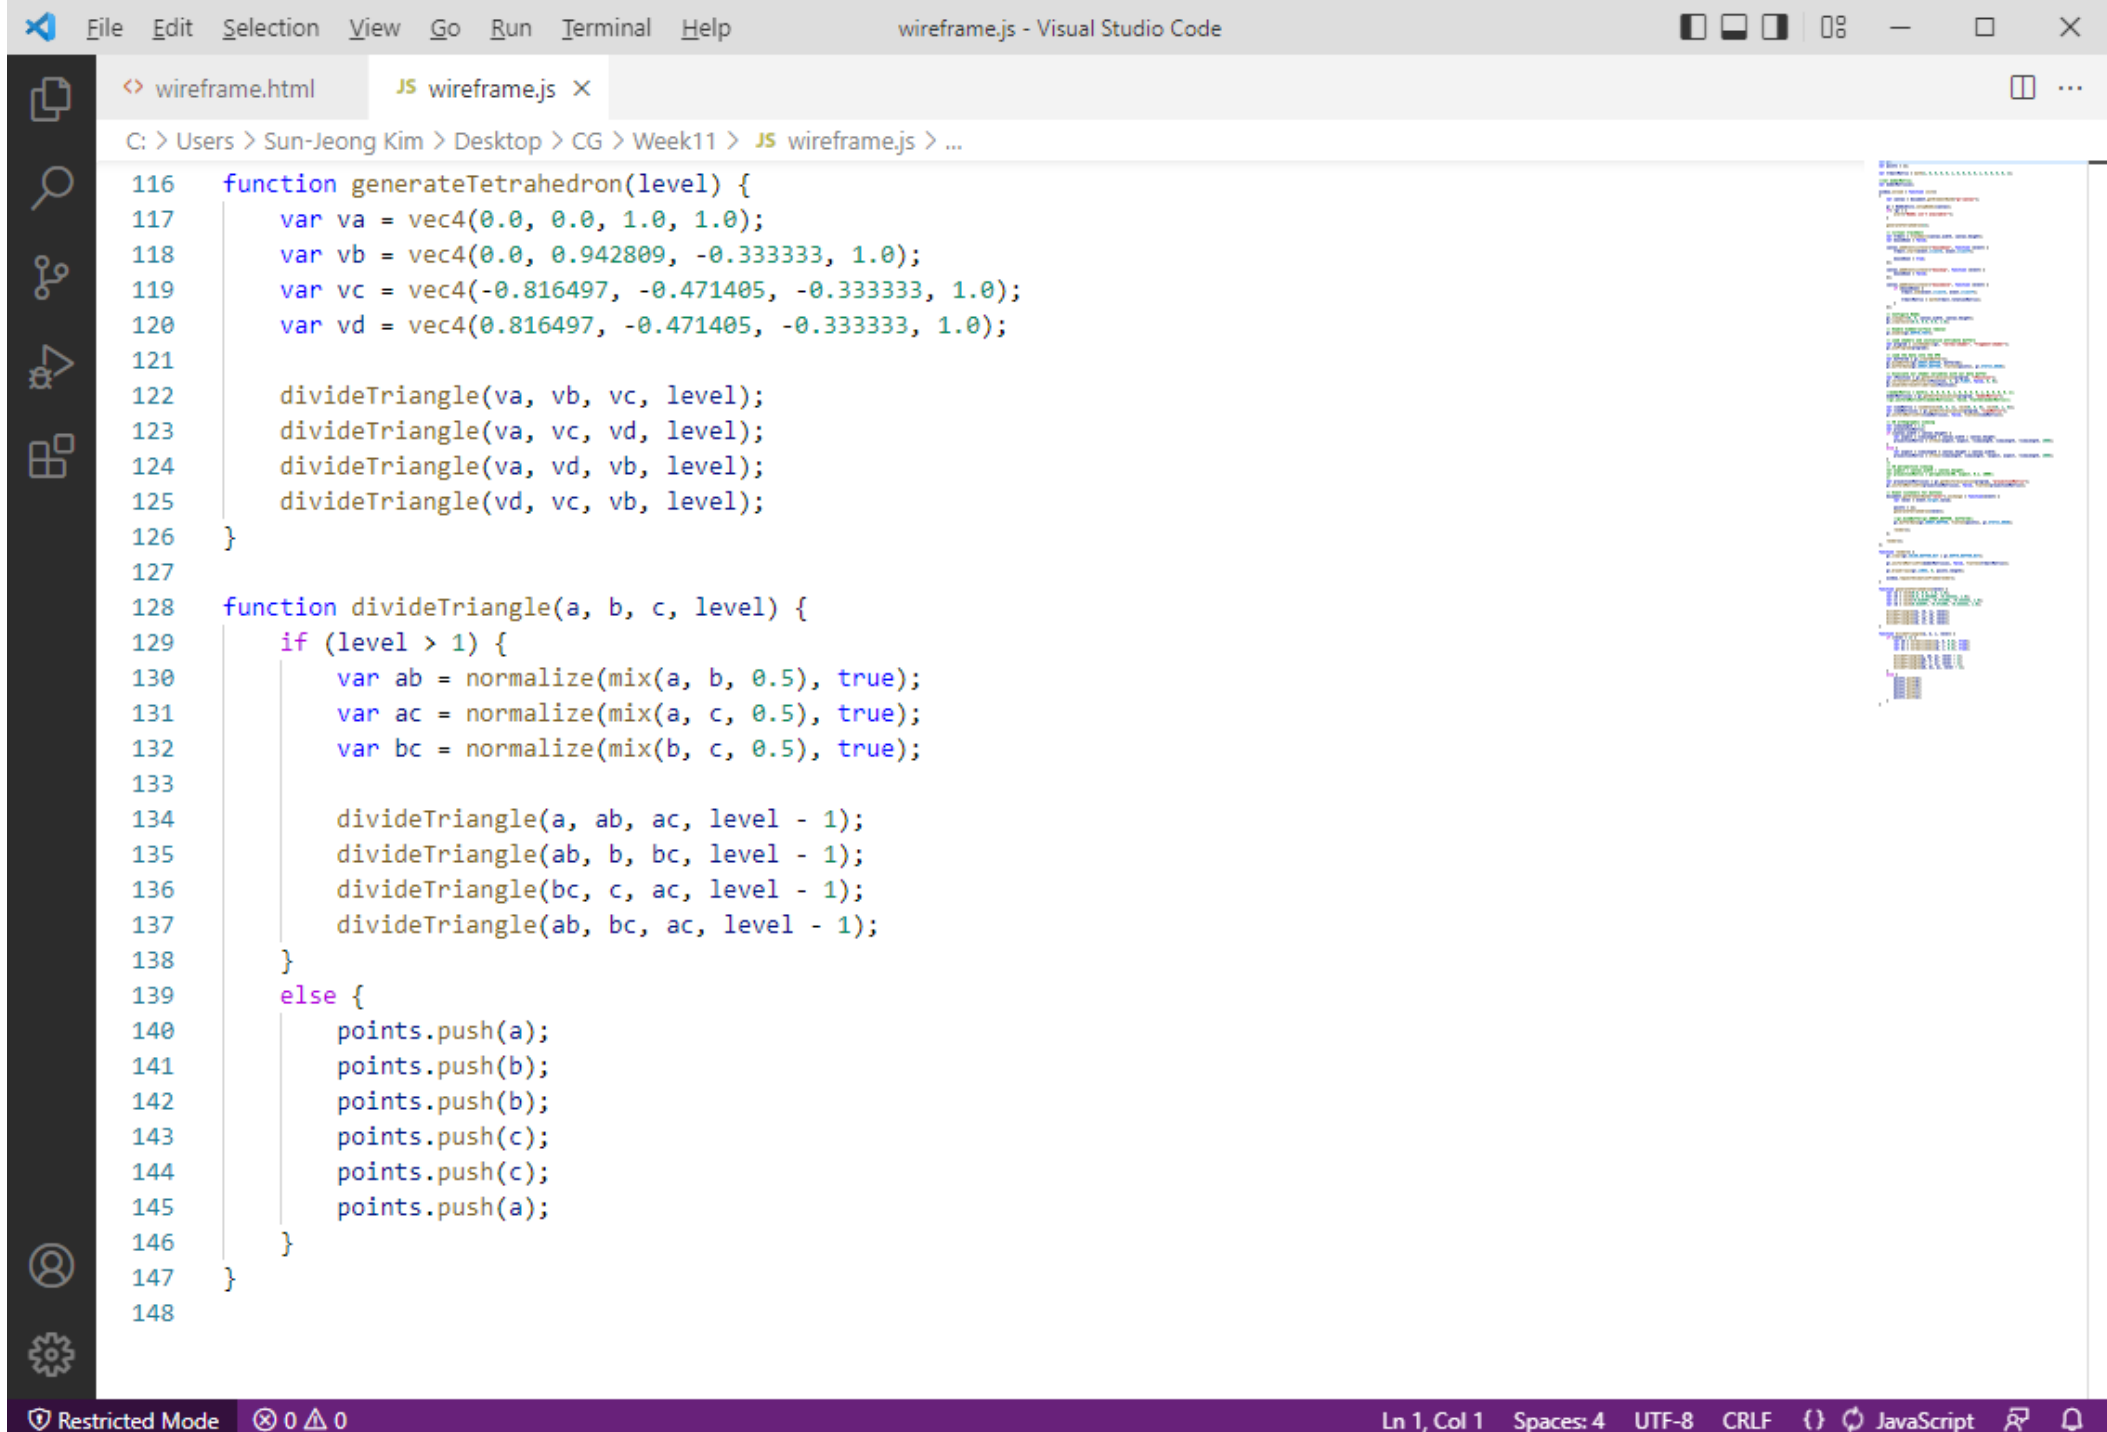 File Edit Selection View Go Run Terminal Help wireframe.js - Visual Studio Code
<> wireframe.html JS wireframe.js ×
C: > Users > Sun-Jeong Kim > Desktop > CG > Week11 > JS wireframe.js > ...
116 function generateTetrahedron(level) {
117     var va = vec4(0.0, 0.0, 1.0, 1.0);
118     var vb = vec4(0.0, 0.942809, -0.333333, 1.0);
119     var vc = vec4(-0.816497, -0.471405, -0.333333, 1.0);
120     var vd = vec4(0.816497, -0.471405, -0.333333, 1.0);
121
122     divideTriangle(va, vb, vc, level);
123     divideTriangle(va, vc, vd, level);
124     divideTriangle(va, vd, vb, level);
125     divideTriangle(vd, vc, vb, level);
126 }
127
128 function divideTriangle(a, b, c, level) {
129     if (level > 1) {
130         var ab = normalize(mix(a, b, 0.5), true);
131         var ac = normalize(mix(a, c, 0.5), true);
132         var bc = normalize(mix(b, c, 0.5), true);
133
134         divideTriangle(a, ab, ac, level - 1);
135         divideTriangle(ab, b, bc, level - 1);
136         divideTriangle(bc, c, ac, level - 1);
137         divideTriangle(ab, bc, ac, level - 1);
138     }
139     else {
140         points.push(a);
141         points.push(b);
142         points.push(b);
143         points.push(c);
144         points.push(c);
145         points.push(a);
146     }
147 }
148
Restricted Mode 0 0 Ln 1, Col 1 Spaces: 4 UTF-8 CRLF {} JavaScript